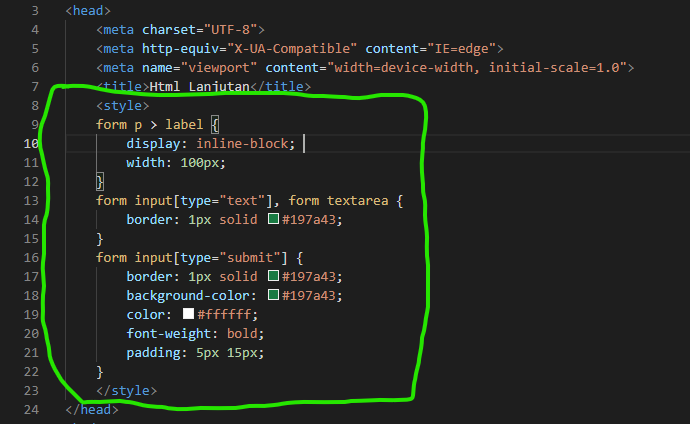 3 <head>
4 <meta charset="UTF-8">
5 <meta http-equiv="X-UA-Compatible" content="IE=edge">
6 <meta name="viewport" content="width=device-width, initial-scale=1.0">
7 <title>Html Lanjutan</title>
8 <style>
9 form p > label {
10 display: inline-block;
11 width: 100px;
12 }
13 form input[type="text"], form textarea {
14 border: 1px solid #197a43;
15 }
16 form input[type="submit"] {
17 border: 1px solid #197a43;
18 background-color: #197a43;
19 color: #ffffff;
20 font-weight: bold;
21 padding: 5px 15px;
22 }
23 </style>
24 </head>